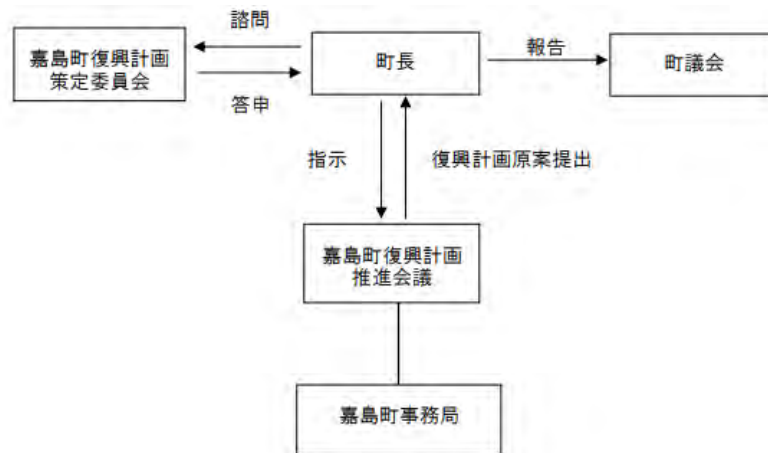 諮問
嘉島町復興計画
策定委員会
答申
町長
報告
町議会
指示
復興計画原案提出
嘉島町復興計画
推進会議
嘉島町事務局